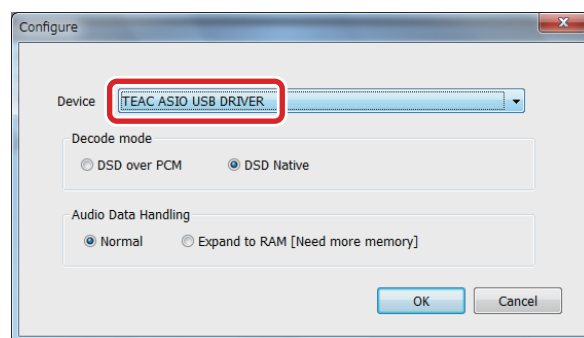 Configure
Device TEAC ASIO USB DRIVER
Decode mode
DSD over PCM DSD Native
Audio Data Handling
Normal Expand to RAM [Need more memory]
OK Cancel